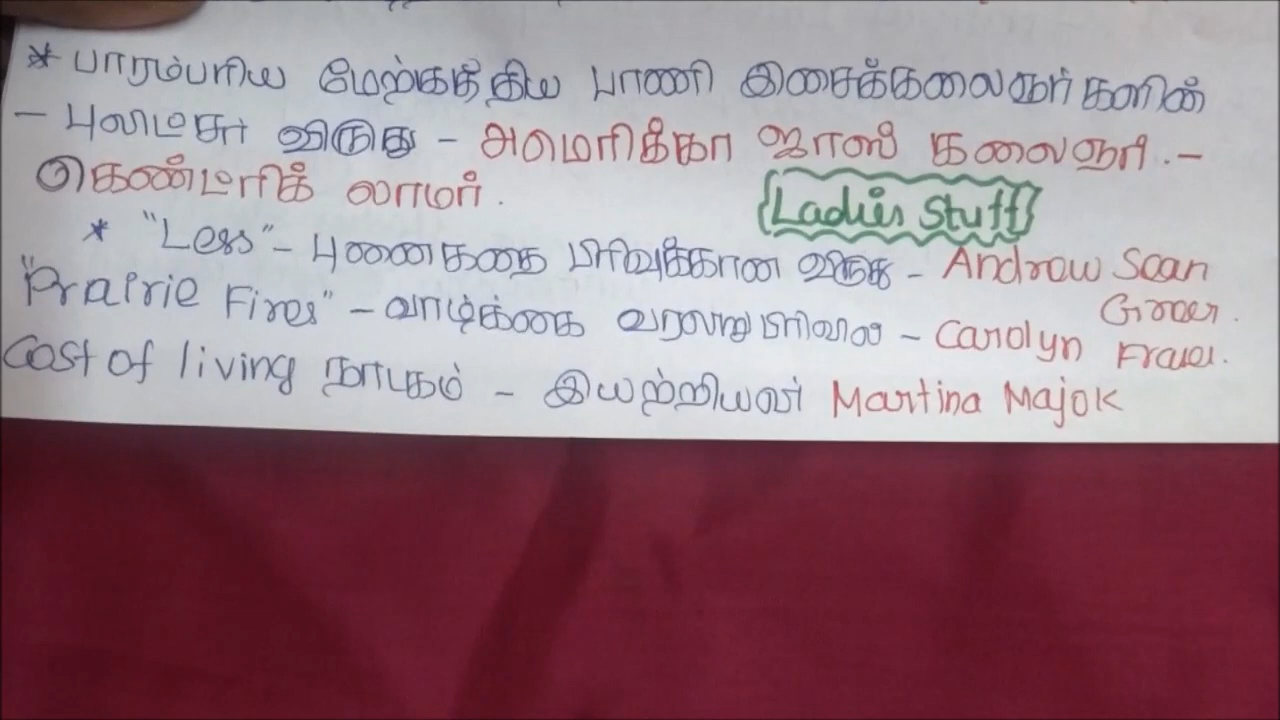 * பாரம்பரிய மேற்கத்திய பாணி இசைக்கலைஞர்களின்
- புலிட்சர் விருது - அமெரிக்கா ஜாஸ் கலைஞர். -
கெண்ட்ரிக் லாமர்.
{Ladies Stuff}
* "Less" - புனைகதை பிரிவுக்கான விருது - Andrew Sean
Greer.
"Prairie Fires" - வாழ்க்கை வரலாறு பிரிவில் - Carolyn Fraser.
Cost of living நாடகம் - இயற்றியவர் Martina Majok